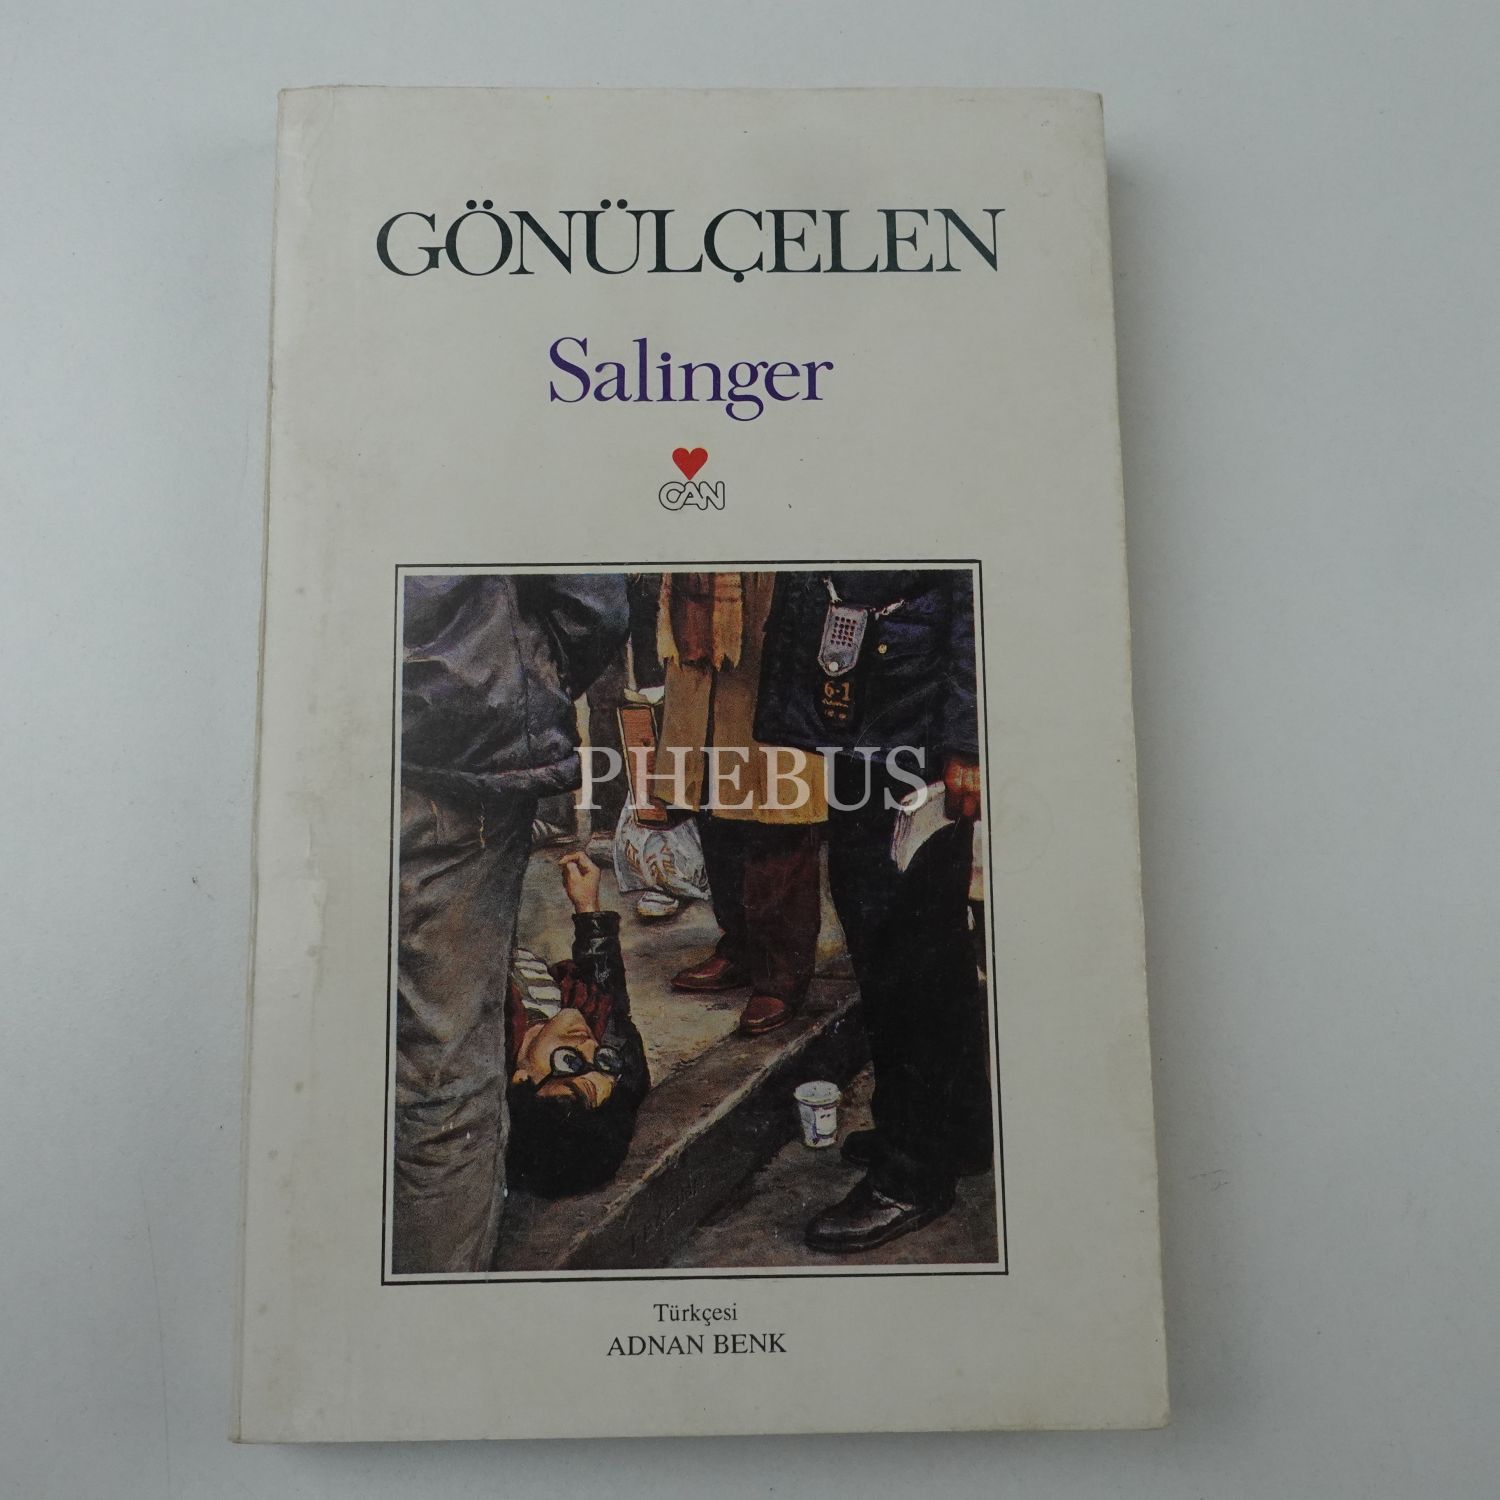 GÖNÜLÇELEN
Salinger
CAN
6·1
PHEBUS
Türkçesi
ADNAN BENK